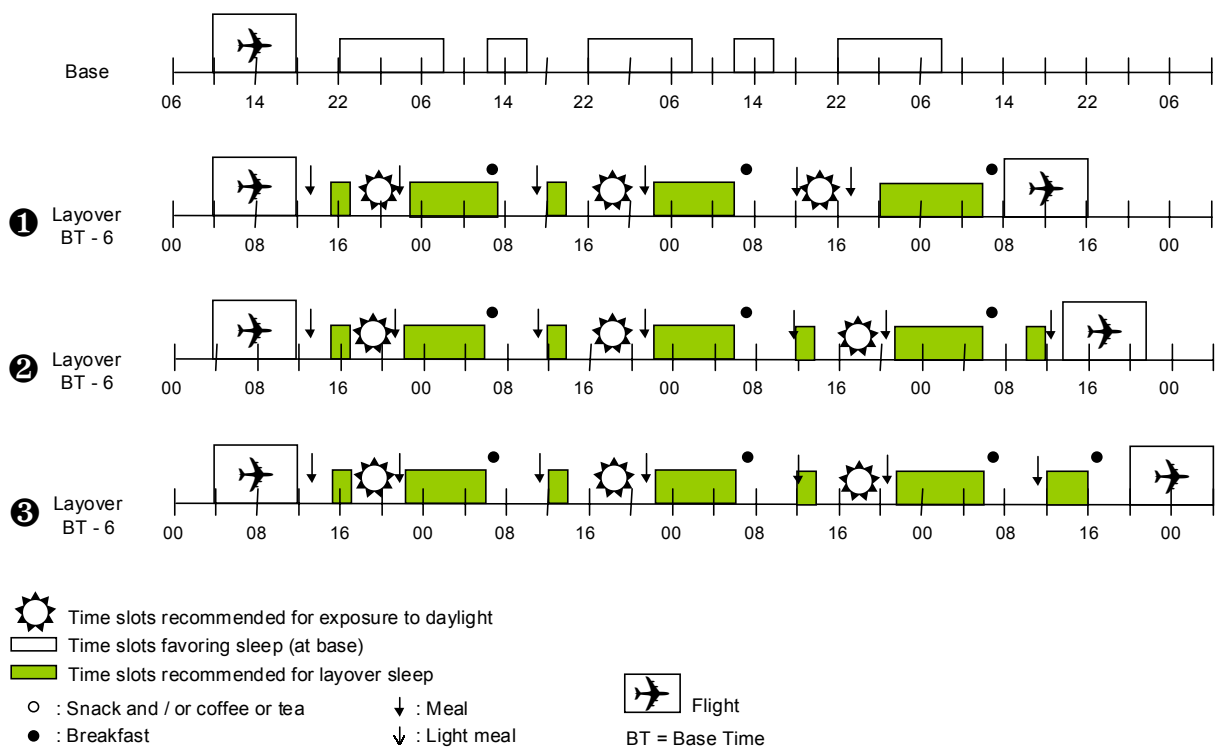 Base
06 14 22 06 14 22 06 14 22 06 14 22 06
❶ Layover
BT - 6
00 08 16 00 08 16 00 08 16 00 08 16 00
❷ Layover
BT - 6
00 08 16 00 08 16 00 08 16 00 08 16 00
❸ Layover
BT - 6
00 08 16 00 08 16 00 08 16 00 08 16 00
Time slots recommended for exposure to daylight
Time slots favoring sleep (at base)
Time slots recommended for layover sleep
: Snack and / or coffee or tea
: Breakfast
: Meal
: Light meal
Flight
BT = Base Time